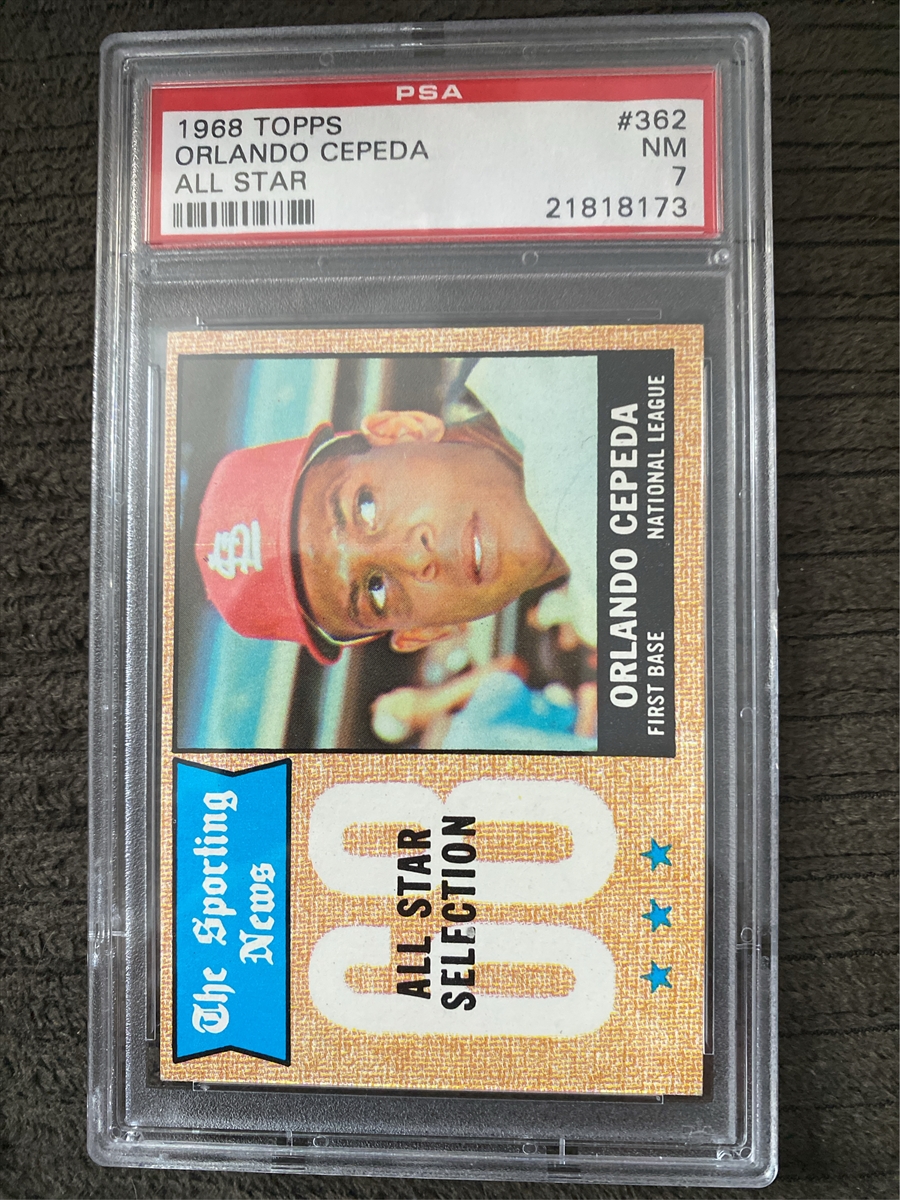 PSA
1968 TOPPS #362
ORLANDO CEPEDA NM
ALL STAR 7
21818173
The Sporting
News
68
ALL STAR
SELECTION
ORLANDO CEPEDA
FIRST BASE NATIONAL LEAGUE
STL